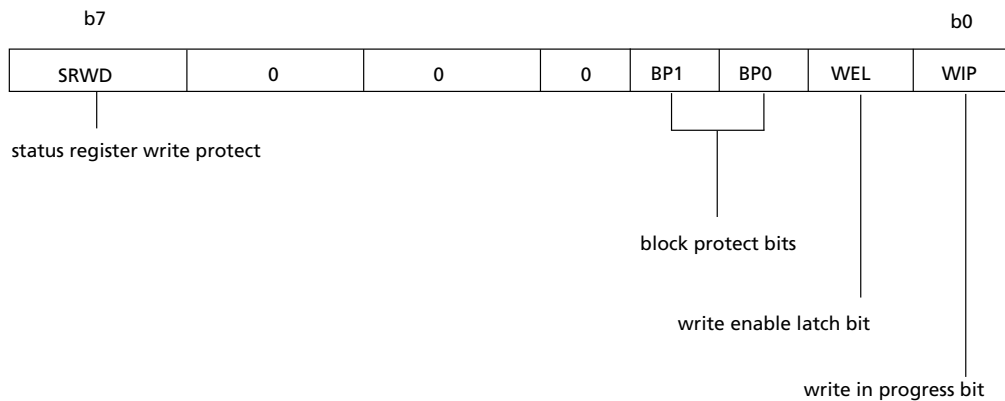 b7 b0
SRWD 0 0 0 BP1 BP0 WEL WIP
status register write protect
block protect bits
write enable latch bit
write in progress bit